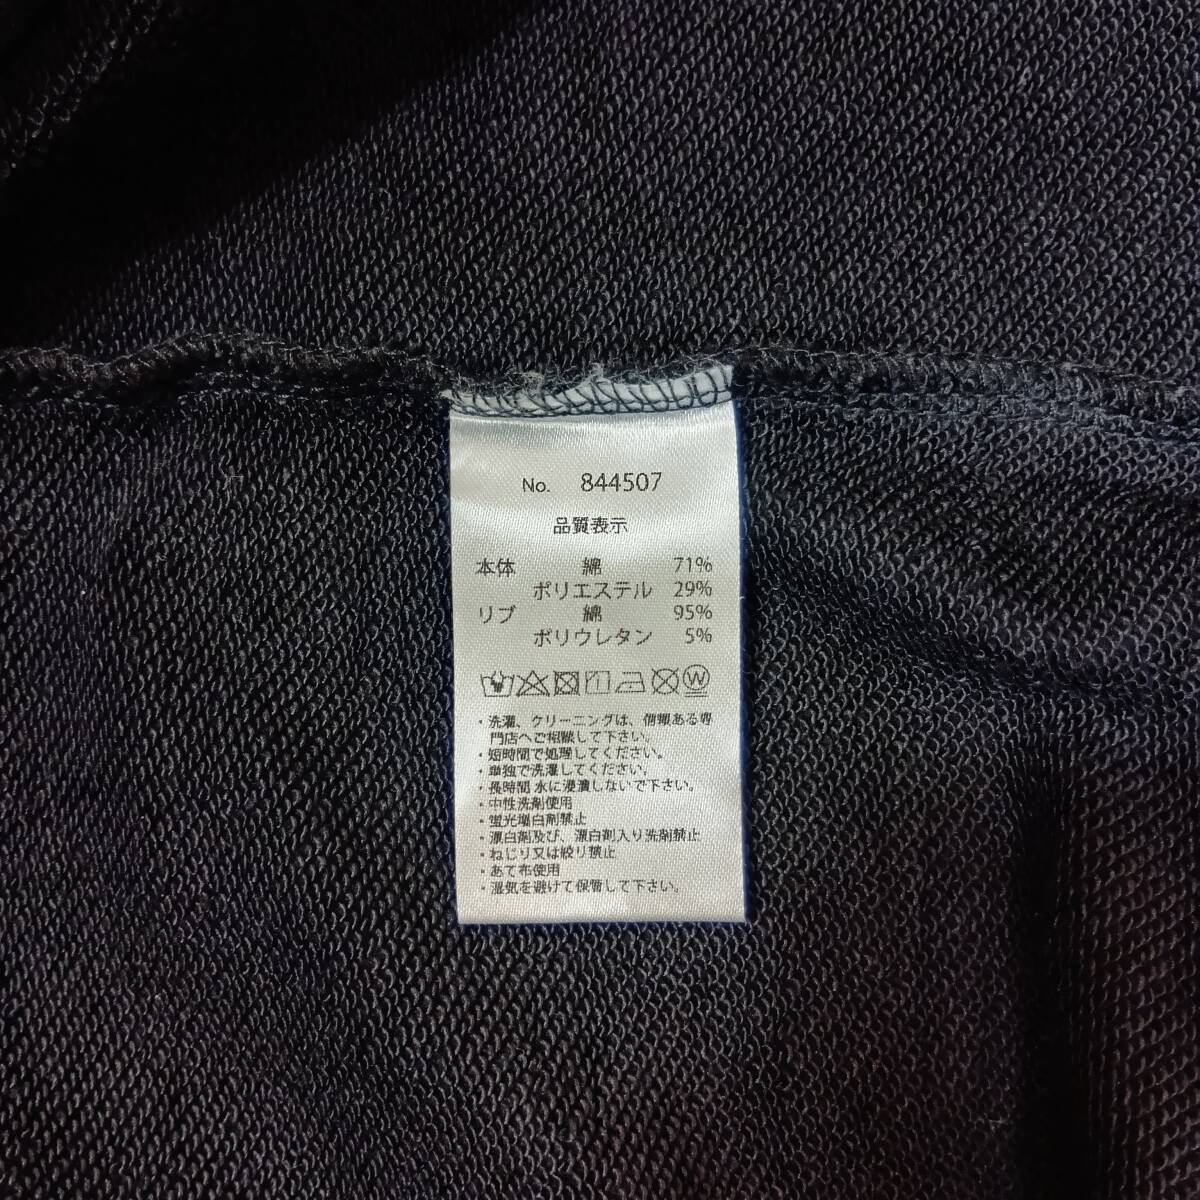 No. 844507
品質表示
本体 綿 71%
ポリエステル 29%
リブ 綿 95%
ポリウレタン 5%
・洗濯、クリーニングは、信頼ある専
門店へご相談して下さい。
・短時間で処理してください。
・単独で洗濯してください。
・長時間 水に浸漬しないで下さい。
・中性洗剤使用
・蛍光増白剤禁止
・漂白剤及び、漂白剤入り洗剤禁止
・ねじり又は絞り禁止
・あて布使用
・湿気を避けて保管して下さい。